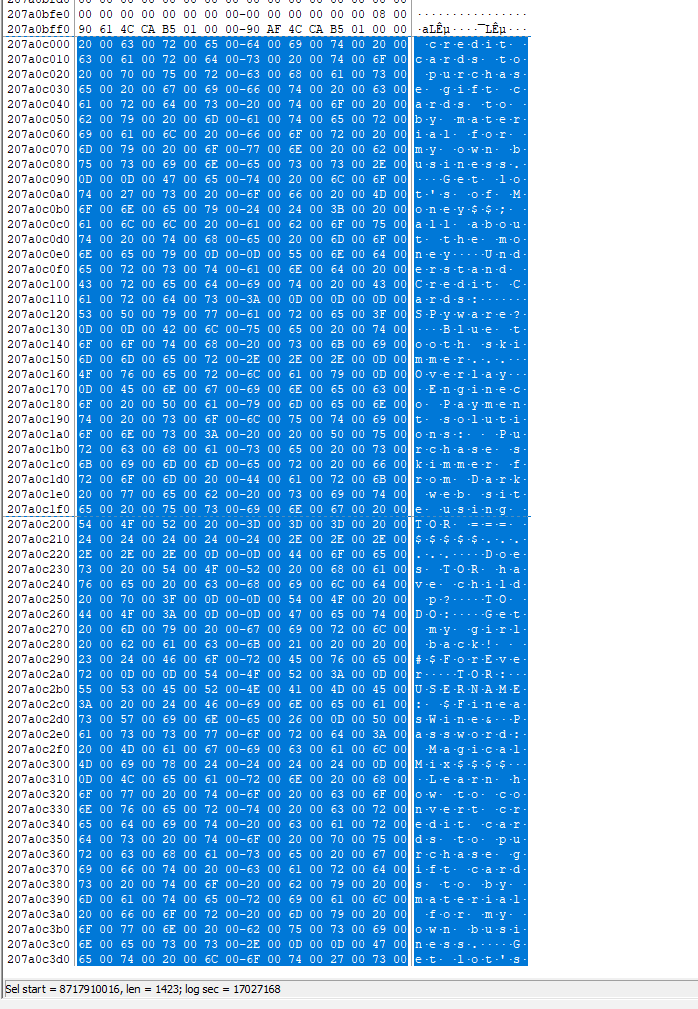 207a0bfe0 00 00 00 00 00 00 00 00-00 00 00 00 00 00 08 00 ················
207a0bff0 90 61 4C CA B5 01 00 00-90 AF 4C CA B5 01 00 00 ·aLÊµ····¯LÊµ···
207a0c000 20 00 63 00 72 00 65 00-64 00 69 00 74 00 20 00  ·c·r·e·d·i·t· ·
207a0c010 63 00 61 00 72 00 64 00-73 00 20 00 74 00 6F 00 c·a·r·d·s· ·t·o·
207a0c020 20 00 70 00 75 00 72 00-63 00 68 00 61 00 73 00  ·p·u·r·c·h·a·s·
207a0c030 65 00 20 00 67 00 69 00-66 00 74 00 20 00 63 00 e· ·g·i·f·t· ·c·
207a0c040 61 00 72 00 64 00 73 00-20 00 74 00 6F 00 20 00 a·r·d·s· ·t·o· ·
207a0c050 62 00 79 00 20 00 6D 00-61 00 74 00 65 00 72 00 b·y· ·m·a·t·e·r·
207a0c060 69 00 61 00 6C 00 20 00-66 00 6F 00 72 00 20 00 i·a·l· ·f·o·r· ·
207a0c070 6D 00 79 00 20 00 6F 00-77 00 6E 00 20 00 62 00 m·y· ·o·w·n· ·b·
207a0c080 75 00 73 00 69 00 6E 00-65 00 73 00 73 00 2E 00 u·s·i·n·e·s·s·.·
207a0c090 0D 00 0D 00 47 00 65 00-74 00 20 00 6C 00 6F 00 ····G·e·t· ·l·o·
207a0c0a0 74 00 27 00 73 00 20 00-6F 00 66 00 20 00 4D 00 t·'·s· ·o·f· ·M·
207a0c0b0 6F 00 6E 00 65 00 79 00-24 00 24 00 3B 00 20 00 o·n·e·y·$·$·;· ·
207a0c0c0 61 00 6C 00 6C 00 20 00-61 00 62 00 6F 00 75 00 a·l·l· ·a·b·o·u·
207a0c0d0 74 00 20 00 74 00 68 00-65 00 20 00 6D 00 6F 00 t· ·t·h·e· ·m·o·
207a0c0e0 6E 00 65 00 79 00 0D 00-0D 00 55 00 6E 00 64 00 n·e·y·····U·n·d·
207a0c0f0 65 00 72 00 73 00 74 00-61 00 6E 00 64 00 20 00 e·r·s·t·a·n·d· ·
207a0c100 43 00 72 00 65 00 64 00-69 00 74 00 20 00 43 00 C·r·e·d·i·t· ·C·
207a0c110 61 00 72 00 64 00 73 00-3A 00 0D 00 0D 00 0D 00 a·r·d·s·:·······
207a0c120 53 00 50 00 79 00 77 00-61 00 72 00 65 00 3F 00 S·P·y·w·a·r·e·?·
207a0c130 0D 00 0D 00 42 00 6C 00-75 00 65 00 20 00 74 00 ····B·l·u·e· ·t·
207a0c140 6F 00 6F 00 74 00 68 00-20 00 73 00 6B 00 69 00 o·o·t·h· ·s·k·i·
207a0c150 6D 00 6D 00 65 00 72 00-2E 00 2E 00 2E 00 0D 00 m·m·e·r·.·.·.···
207a0c160 4F 00 76 00 65 00 72 00-6C 00 61 00 79 00 0D 00 O·v·e·r·l·a·y···
207a0c170 0D 00 45 00 6E 00 67 00-69 00 6E 00 65 00 63 00 ··E·n·g·i·n·e·c·
207a0c180 6F 00 20 00 50 00 61 00-79 00 6D 00 65 00 6E 00 o· ·P·a·y·m·e·n·
207a0c190 74 00 20 00 73 00 6F 00-6C 00 75 00 74 00 69 00 t· ·s·o·l·u·t·i·
207a0c1a0 6F 00 6E 00 73 00 3A 00-20 00 20 00 50 00 75 00 o·n·s·:· · ·P·u·
207a0c1b0 72 00 63 00 68 00 61 00-73 00 65 00 20 00 73 00 r·c·h·a·s·e· ·s·
207a0c1c0 6B 00 69 00 6D 00 6D 00-65 00 72 00 20 00 66 00 k·i·m·m·e·r· ·f·
207a0c1d0 72 00 6F 00 6D 00 20 00-44 00 61 00 72 00 6B 00 r·o·m· ·D·a·r·k·
207a0c1e0 20 00 77 00 65 00 62 00-20 00 73 00 69 00 74 00  ·w·e·b· ·s·i·t·
207a0c1f0 65 00 20 00 75 00 73 00-69 00 6E 00 67 00 20 00 e· ·u·s·i·n·g· ·
207a0c200 54 00 4F 00 52 00 20 00-3D 00 3D 00 3D 00 20 00 T·O·R· ·=·=·=· ·
207a0c210 24 00 24 00 24 00 24 00-24 00 2E 00 2E 00 2E 00 $·$·$·$·$·.·.·.·
207a0c220 2E 00 2E 00 2E 00 0D 00-0D 00 44 00 6F 00 65 00 .·.·.·····D·o·e·
207a0c230 73 00 20 00 54 00 4F 00-52 00 20 00 68 00 61 00 s· ·T·O·R· ·h·a·
207a0c240 76 00 65 00 20 00 63 00-68 00 69 00 6C 00 64 00 v·e· ·c·h·i·l·d·
207a0c250 20 00 70 00 3F 00 0D 00-0D 00 54 00 4F 00 20 00  ·p·?·····T·O· ·
207a0c260 44 00 4F 00 3A 00 0D 00-0D 00 47 00 65 00 74 00 D·O·:·····G·e·t·
207a0c270 20 00 6D 00 79 00 20 00-67 00 69 00 72 00 6C 00  ·m·y· ·g·i·r·l·
207a0c280 20 00 62 00 61 00 63 00-6B 00 21 00 20 00 20 00  ·b·a·c·k·!· · ·
207a0c290 23 00 24 00 46 00 6F 00-72 00 45 00 76 00 65 00 #·$·F·o·r·E·v·e·
207a0c2a0 72 00 0D 00 0D 00 54 00-4F 00 52 00 3A 00 0D 00 r·····T·O·R·:···
207a0c2b0 55 00 53 00 45 00 52 00-4E 00 41 00 4D 00 45 00 U·S·E·R·N·A·M·E·
207a0c2c0 3A 00 20 00 24 00 46 00-69 00 6E 00 65 00 61 00 :· ·$·F·i·n·e·a·
207a0c2d0 73 00 57 00 69 00 6E 00-65 00 26 00 0D 00 50 00 s·W·i·n·e·&···P·
207a0c2e0 61 00 73 00 73 00 77 00-6F 00 72 00 64 00 3A 00 a·s·s·w·o·r·d·:·
207a0c2f0 20 00 4D 00 61 00 67 00-69 00 63 00 61 00 6C 00  ·M·a·g·i·c·a·l·
207a0c300 4D 00 69 00 78 00 24 00-24 00 24 00 24 00 0D 00 M·i·x·$·$·$·$···
207a0c310 0D 00 4C 00 65 00 61 00-72 00 6E 00 20 00 68 00 ··L·e·a·r·n· ·h·
207a0c320 6F 00 77 00 20 00 74 00-6F 00 20 00 63 00 6F 00 o·w· ·t·o· ·c·o·
207a0c330 6E 00 76 00 65 00 72 00-74 00 20 00 63 00 72 00 n·v·e·r·t· ·c·r·
207a0c340 65 00 64 00 69 00 74 00-20 00 63 00 61 00 72 00 e·d·i·t· ·c·a·r·
207a0c350 64 00 73 00 20 00 74 00-6F 00 20 00 70 00 75 00 d·s· ·t·o· ·p·u·
207a0c360 72 00 63 00 68 00 61 00-73 00 65 00 20 00 67 00 r·c·h·a·s·e· ·g·
207a0c370 69 00 66 00 74 00 20 00-63 00 61 00 72 00 64 00 i·f·t· ·c·a·r·d·
207a0c380 73 00 20 00 74 00 6F 00-20 00 62 00 79 00 20 00 s· ·t·o· ·b·y· ·
207a0c390 6D 00 61 00 74 00 65 00-72 00 69 00 61 00 6C 00 m·a·t·e·r·i·a·l·
207a0c3a0 20 00 66 00 6F 00 72 00-20 00 6D 00 79 00 20 00  ·f·o·r· ·m·y· ·
207a0c3b0 6F 00 77 00 6E 00 20 00-62 00 75 00 73 00 69 00 o·w·n· ·b·u·s·i·
207a0c3c0 6E 00 65 00 73 00 73 00-2E 00 0D 00 0D 00 47 00 n·e·s·s·.·····G·
207a0c3d0 65 00 74 00 20 00 6C 00-6F 00 74 00 27 00 73 00 e·t· ·l·o·t·'·s·
Sel start = 8717910016, len = 1423; log sec = 17027168